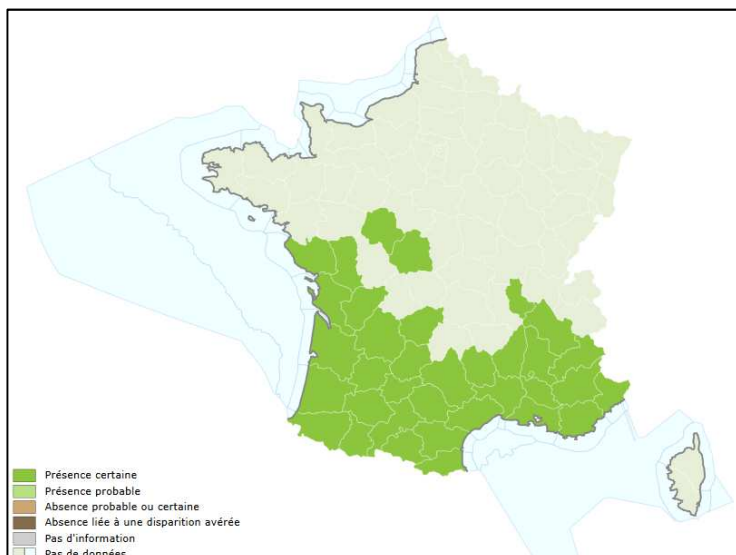 Présence certaine
Présence probable
Absence probable ou certaine
Absence liée à une disparition avérée
Pas d'information
Pas de données